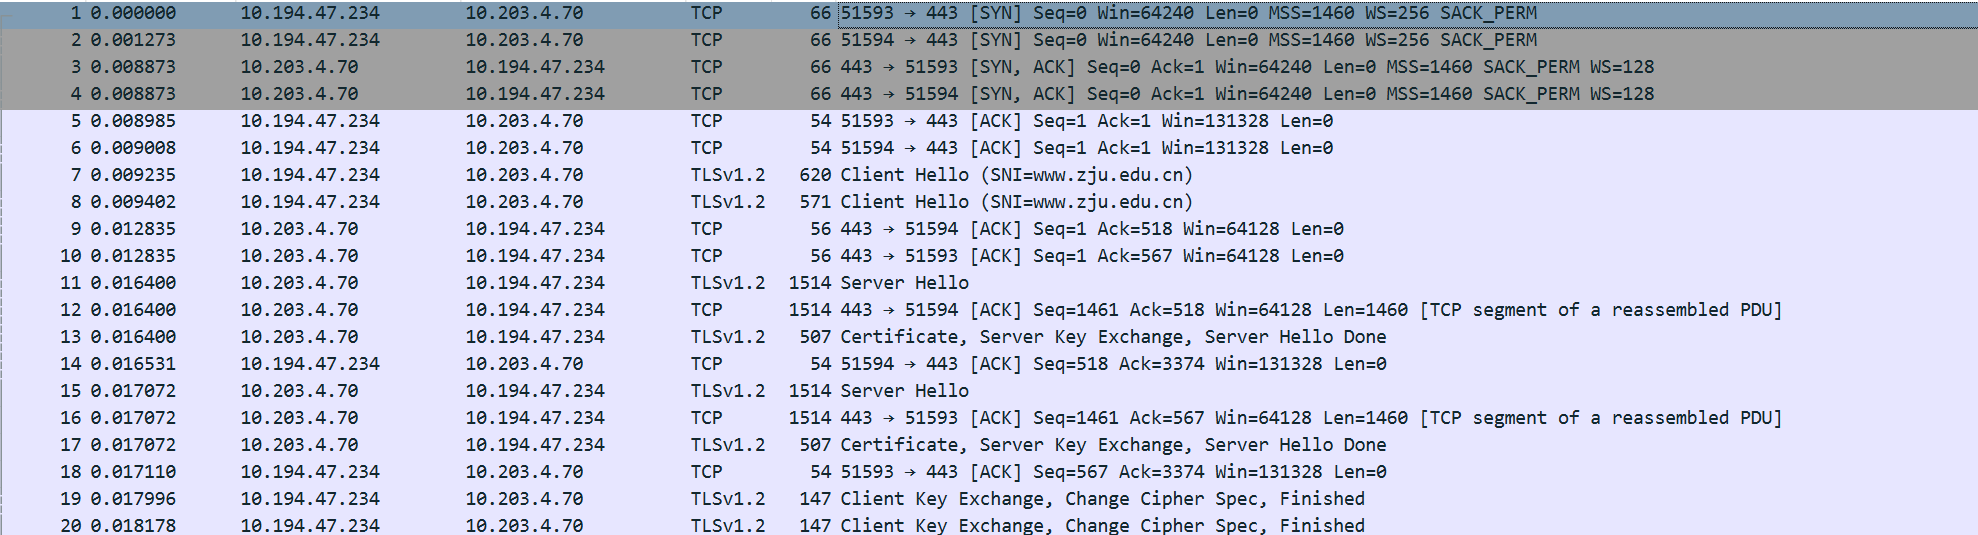 1 0.000000 10.194.47.234 10.203.4.70 TCP 66 51593 → 443 [SYN] Seq=0 Win=64240 Len=0 MSS=1460 WS=256 SACK_PERM
2 0.001273 10.194.47.234 10.203.4.70 TCP 66 51594 → 443 [SYN] Seq=0 Win=64240 Len=0 MSS=1460 WS=256 SACK_PERM
3 0.008873 10.203.4.70 10.194.47.234 TCP 66 443 → 51593 [SYN, ACK] Seq=0 Ack=1 Win=64240 Len=0 MSS=1460 SACK_PERM WS=128
4 0.008873 10.203.4.70 10.194.47.234 TCP 66 443 → 51594 [SYN, ACK] Seq=0 Ack=1 Win=64240 Len=0 MSS=1460 SACK_PERM WS=128
5 0.008985 10.194.47.234 10.203.4.70 TCP 54 51593 → 443 [ACK] Seq=1 Ack=1 Win=131328 Len=0
6 0.009008 10.194.47.234 10.203.4.70 TCP 54 51594 → 443 [ACK] Seq=1 Ack=1 Win=131328 Len=0
7 0.009235 10.194.47.234 10.203.4.70 TLSv1.2 620 Client Hello (SNI=www.zju.edu.cn)
8 0.009402 10.194.47.234 10.203.4.70 TLSv1.2 571 Client Hello (SNI=www.zju.edu.cn)
9 0.012835 10.203.4.70 10.194.47.234 TCP 56 443 → 51594 [ACK] Seq=1 Ack=518 Win=64128 Len=0
10 0.012835 10.203.4.70 10.194.47.234 TCP 56 443 → 51593 [ACK] Seq=1 Ack=567 Win=64128 Len=0
11 0.016400 10.203.4.70 10.194.47.234 TLSv1.2 1514 Server Hello
12 0.016400 10.203.4.70 10.194.47.234 TCP 1514 443 → 51594 [ACK] Seq=1461 Ack=518 Win=64128 Len=1460 [TCP segment of a reassembled PDU]
13 0.016400 10.203.4.70 10.194.47.234 TLSv1.2 507 Certificate, Server Key Exchange, Server Hello Done
14 0.016531 10.194.47.234 10.203.4.70 TCP 54 51594 → 443 [ACK] Seq=518 Ack=3374 Win=131328 Len=0
15 0.017072 10.203.4.70 10.194.47.234 TLSv1.2 1514 Server Hello
16 0.017072 10.203.4.70 10.194.47.234 TCP 1514 443 → 51593 [ACK] Seq=1461 Ack=567 Win=64128 Len=1460 [TCP segment of a reassembled PDU]
17 0.017072 10.203.4.70 10.194.47.234 TLSv1.2 507 Certificate, Server Key Exchange, Server Hello Done
18 0.017110 10.194.47.234 10.203.4.70 TCP 54 51593 → 443 [ACK] Seq=567 Ack=3374 Win=131328 Len=0
19 0.017996 10.194.47.234 10.203.4.70 TLSv1.2 147 Client Key Exchange, Change Cipher Spec, Finished
20 0.018178 10.194.47.234 10.203.4.70 TLSv1.2 147 Client Key Exchange, Change Cipher Spec, Finished